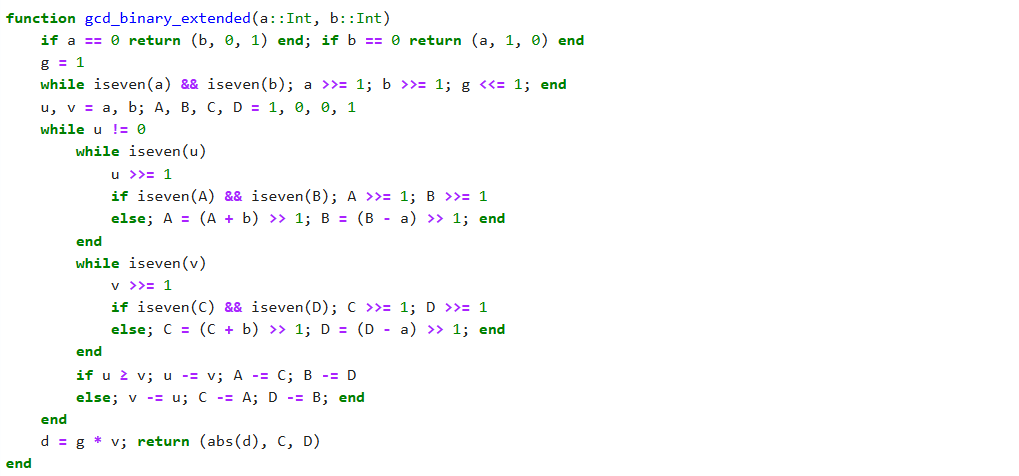 function gcd_binary_extended(a::Int, b::Int)
    if a == 0 return (b, 0, 1) end; if b == 0 return (a, 1, 0) end
    g = 1
    while iseven(a) && iseven(b); a >>= 1; b >>= 1; g <<= 1; end
    u, v = a, b; A, B, C, D = 1, 0, 0, 1
    while u != 0
        while iseven(u)
            u >>= 1
            if iseven(A) && iseven(B); A >>= 1; B >>= 1
            else; A = (A + b) >> 1; B = (B - a) >> 1; end
        end
        while iseven(v)
            v >>= 1
            if iseven(C) && iseven(D); C >>= 1; D >>= 1
            else; C = (C + b) >> 1; D = (D - a) >> 1; end
        end
        if u ≥ v; u -= v; A -= C; B -= D
        else; v -= u; C -= A; D -= B; end
    end
    d = g * v; return (abs(d), C, D)
end